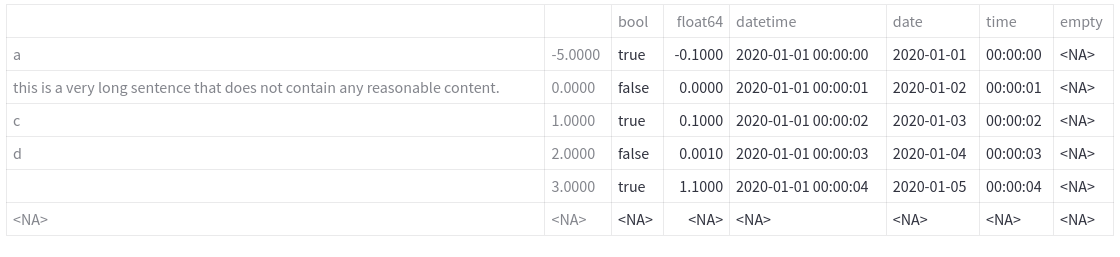 bool float64 datetime date time empty
a -5.0000 true -0.1000 2020-01-01 00:00:00 2020-01-01 00:00:00 <NA>
this is a very long sentence that does not contain any reasonable content. 0.0000 false 0.0000 2020-01-01 00:00:01 2020-01-02 00:00:01 <NA>
c 1.0000 true 0.1000 2020-01-01 00:00:02 2020-01-03 00:00:02 <NA>
d 2.0000 false 0.0010 2020-01-01 00:00:03 2020-01-04 00:00:03 <NA>
3.0000 true 1.1000 2020-01-01 00:00:04 2020-01-05 00:00:04 <NA>
<NA> <NA> <NA> <NA> <NA> <NA> <NA> <NA>